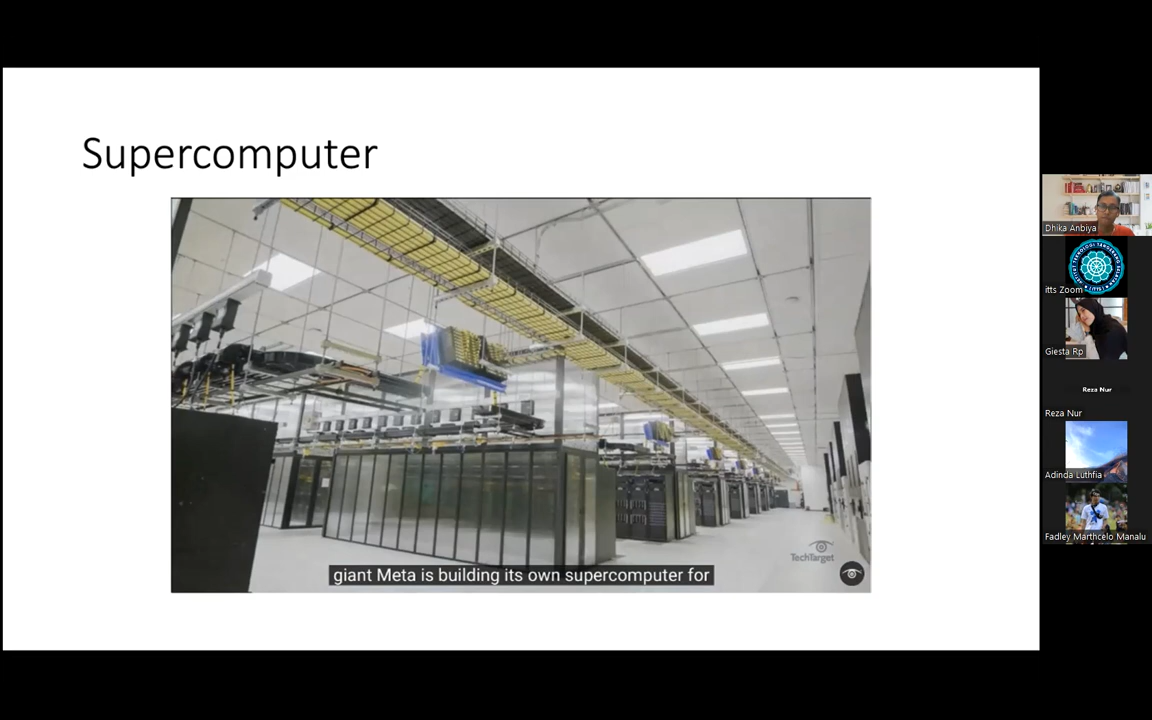 Supercomputer
TechTarget
giant Meta is building its own supercomputer for
Dhika Anbiya
itts Zoom
Giesta Rp
Reza Nur
Reza Nur
Adinda Luthfia
Fadley Marthcelo Manalu